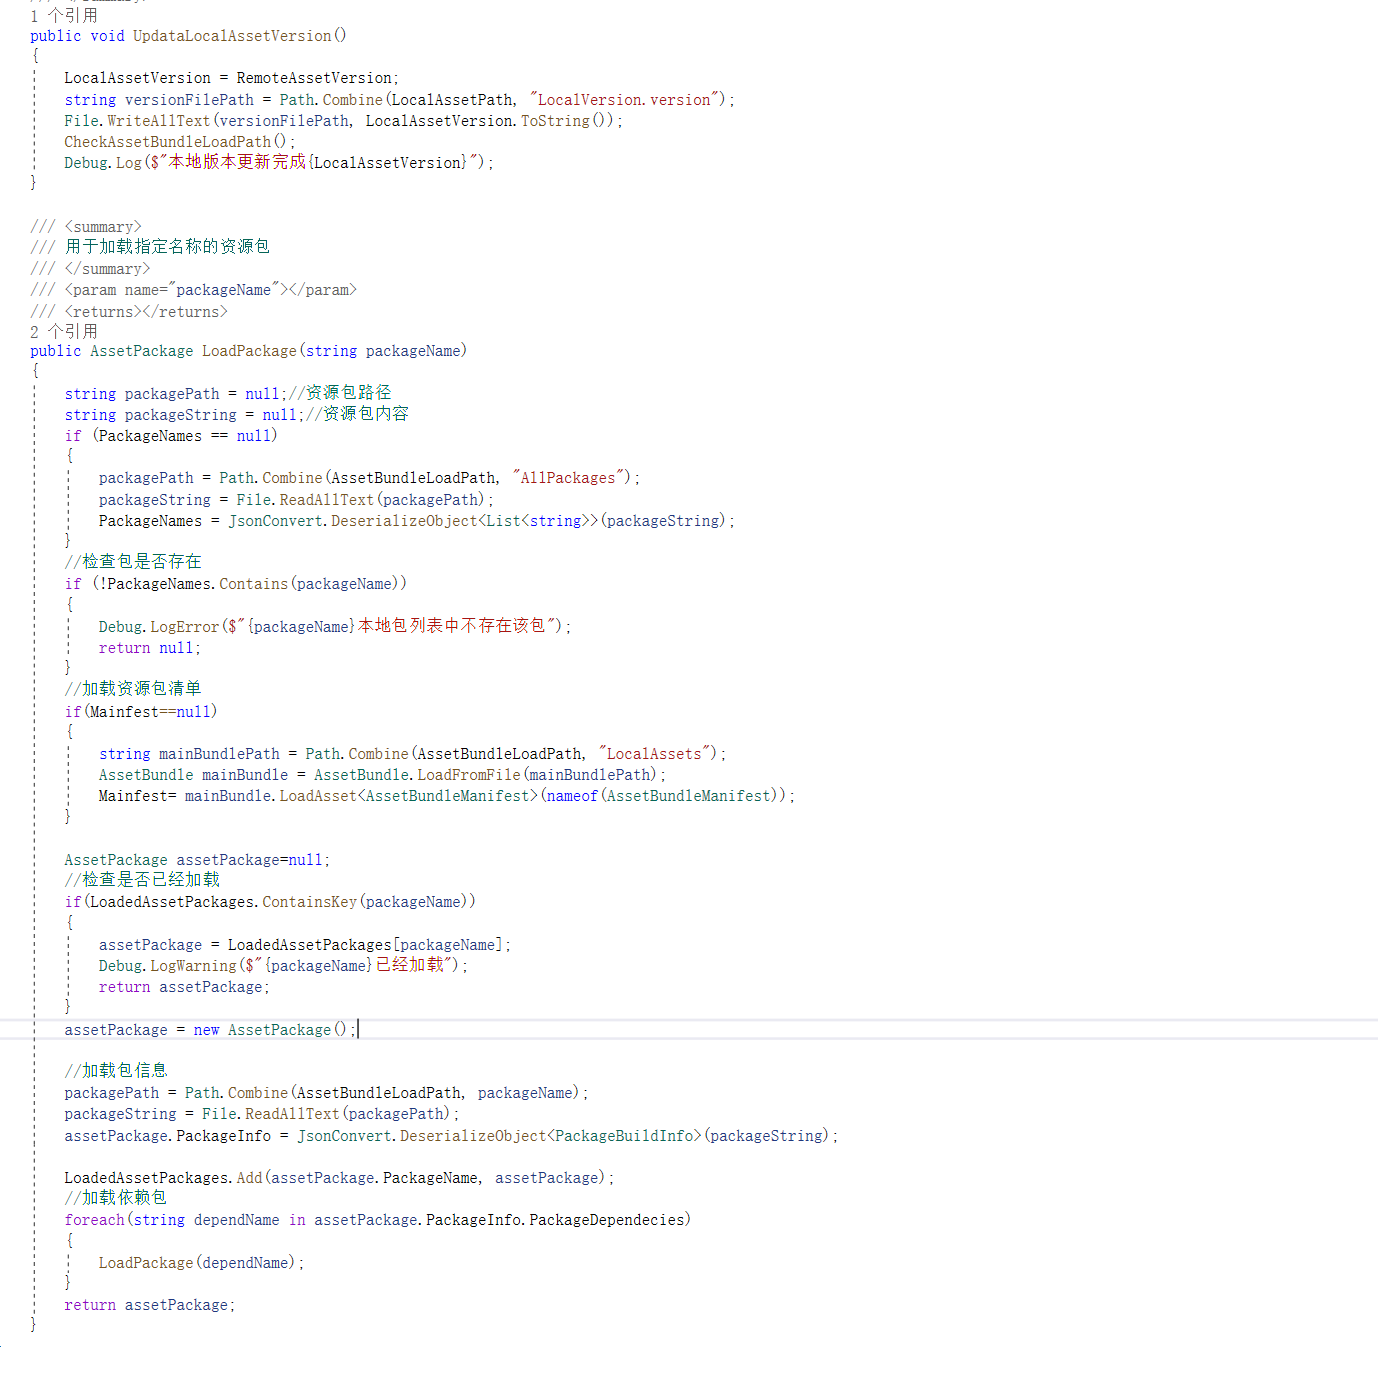 /// </summary>
1 个引用
public void UpdataLocalAssetVersion()
{
LocalAssetVersion = RemoteAssetVersion;
string versionFilePath = Path.Combine(LocalAssetPath, "LocalVersion.version");
File.WriteAllText(versionFilePath, LocalAssetVersion.ToString());
CheckAssetBundleLoadPath();
Debug.Log($"本地版本更新完成{LocalAssetVersion}");
}
/// <summary>
/// 用于加载指定名称的资源包
/// </summary>
/// <param name="packageName"></param>
/// <returns></returns>
2 个引用
public AssetPackage LoadPackage(string packageName)
{
string packagePath = null;//资源包路径
string packageString = null;//资源包内容
if (PackageNames == null)
{
packagePath = Path.Combine(AssetBundleLoadPath, "AllPackages");
packageString = File.ReadAllText(packagePath);
PackageNames = JsonConvert.DeserializeObject<List<string>>(packageString);
}
//检查包是否存在
if (!PackageNames.Contains(packageName))
{
Debug.LogError($"{packageName}本地包列表中不存在该包");
return null;
}
//加载资源包清单
if(Mainfest==null)
{
string mainBundlePath = Path.Combine(AssetBundleLoadPath, "LocalAssets");
AssetBundle mainBundle = AssetBundle.LoadFromFile(mainBundlePath);
Mainfest= mainBundle.LoadAsset<AssetBundleManifest>(nameof(AssetBundleManifest));
}
AssetPackage assetPackage=null;
//检查是否已经加载
if(LoadedAssetPackages.ContainsKey(packageName))
{
assetPackage = LoadedAssetPackages[packageName];
Debug.LogWarning($"{packageName}已经加载");
return assetPackage;
}
assetPackage = new AssetPackage();
//加载包信息
packagePath = Path.Combine(AssetBundleLoadPath, packageName);
packageString = File.ReadAllText(packagePath);
assetPackage.PackageInfo = JsonConvert.DeserializeObject<PackageBuildInfo>(packageString);
LoadedAssetPackages.Add(assetPackage.PackageName, assetPackage);
//加载依赖包
foreach(string dependName in assetPackage.PackageInfo.PackageDependecies)
{
LoadPackage(dependName);
}
return assetPackage;
}